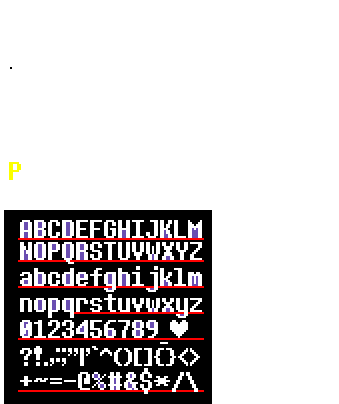 .
P
ABCDEFGHIJKLM
NOPQRSTUVWXYZ
abcdefghijklm
nopqrstuvwxyz
0123456789 ♥
?!.,:;"'`^()[]{}<>
+~=-@%#&$*/\